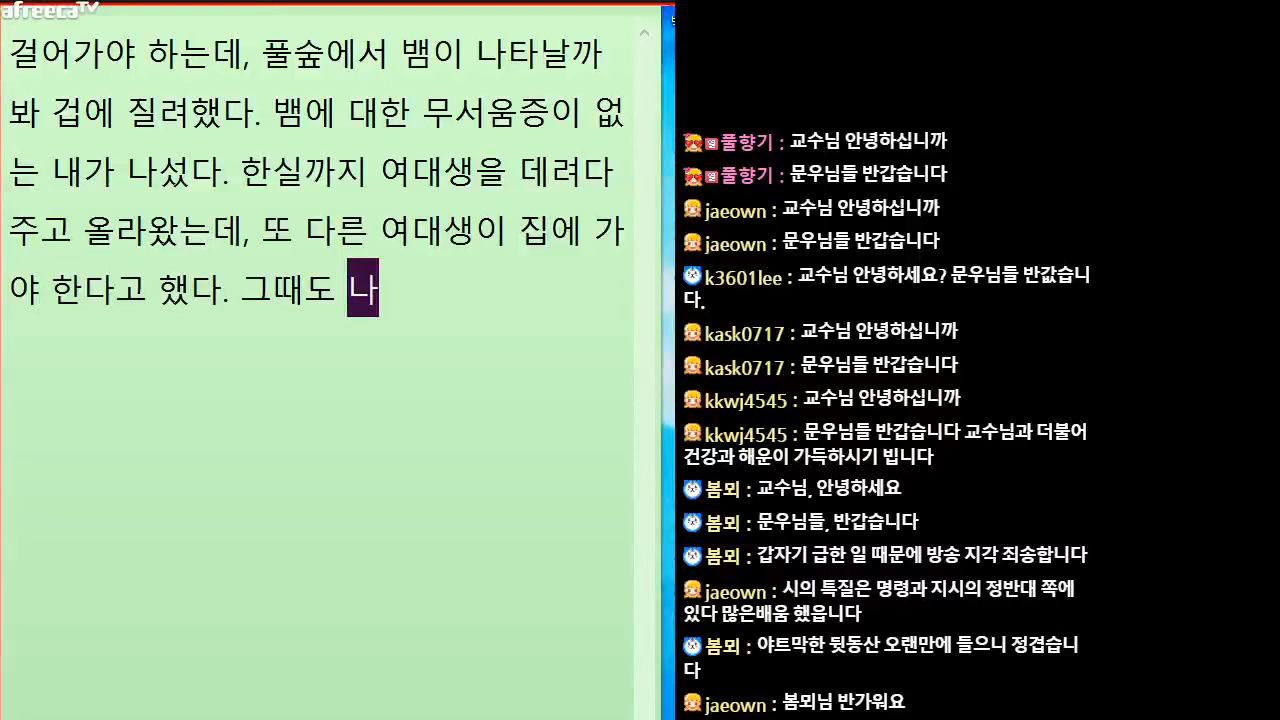 afreecaTV
걸어가야 하는데, 풀숲에서 뱀이 나타날까
봐 겁에 질려했다. 뱀에 대한 무서움증이 없
는 내가 나섰다. 한실까지 여대생을 데려다
주고 올라왔는데, 또 다른 여대생이 집에 가
야 한다고 했다. 그때도 나
풀향기 : 교수님 안녕하십니까
풀향기 : 문우님들 반갑습니다
jaeown : 교수님 안녕하십니까
jaeown : 문우님들 반갑습니다
k3601lee : 교수님 안녕하세요? 문우님들 반값습니
다.
kask0717 : 교수님 안녕하십니까
kask0717 : 문우님들 반갑습니다
kkwj4545 : 교수님 안녕하십니까
kkwj4545 : 문우님들 반갑습니다 교수님과 더불어
건강과 해운이 가득하시기 빕니다
봄뫼 : 교수님, 안녕하세요
봄뫼 : 문우님들, 반갑습니다
봄뫼 : 갑자기 급한 일 때문에 방송 지각 죄송합니다
jaeown : 시의 특질은 명령과 지시의 정반대 쪽에
있다 많은배움 했읍니다
봄뫼 : 야트막한 뒷동산 오랜만에 들으니 정겹습니
다
jaeown : 봄뫼님 반가워요